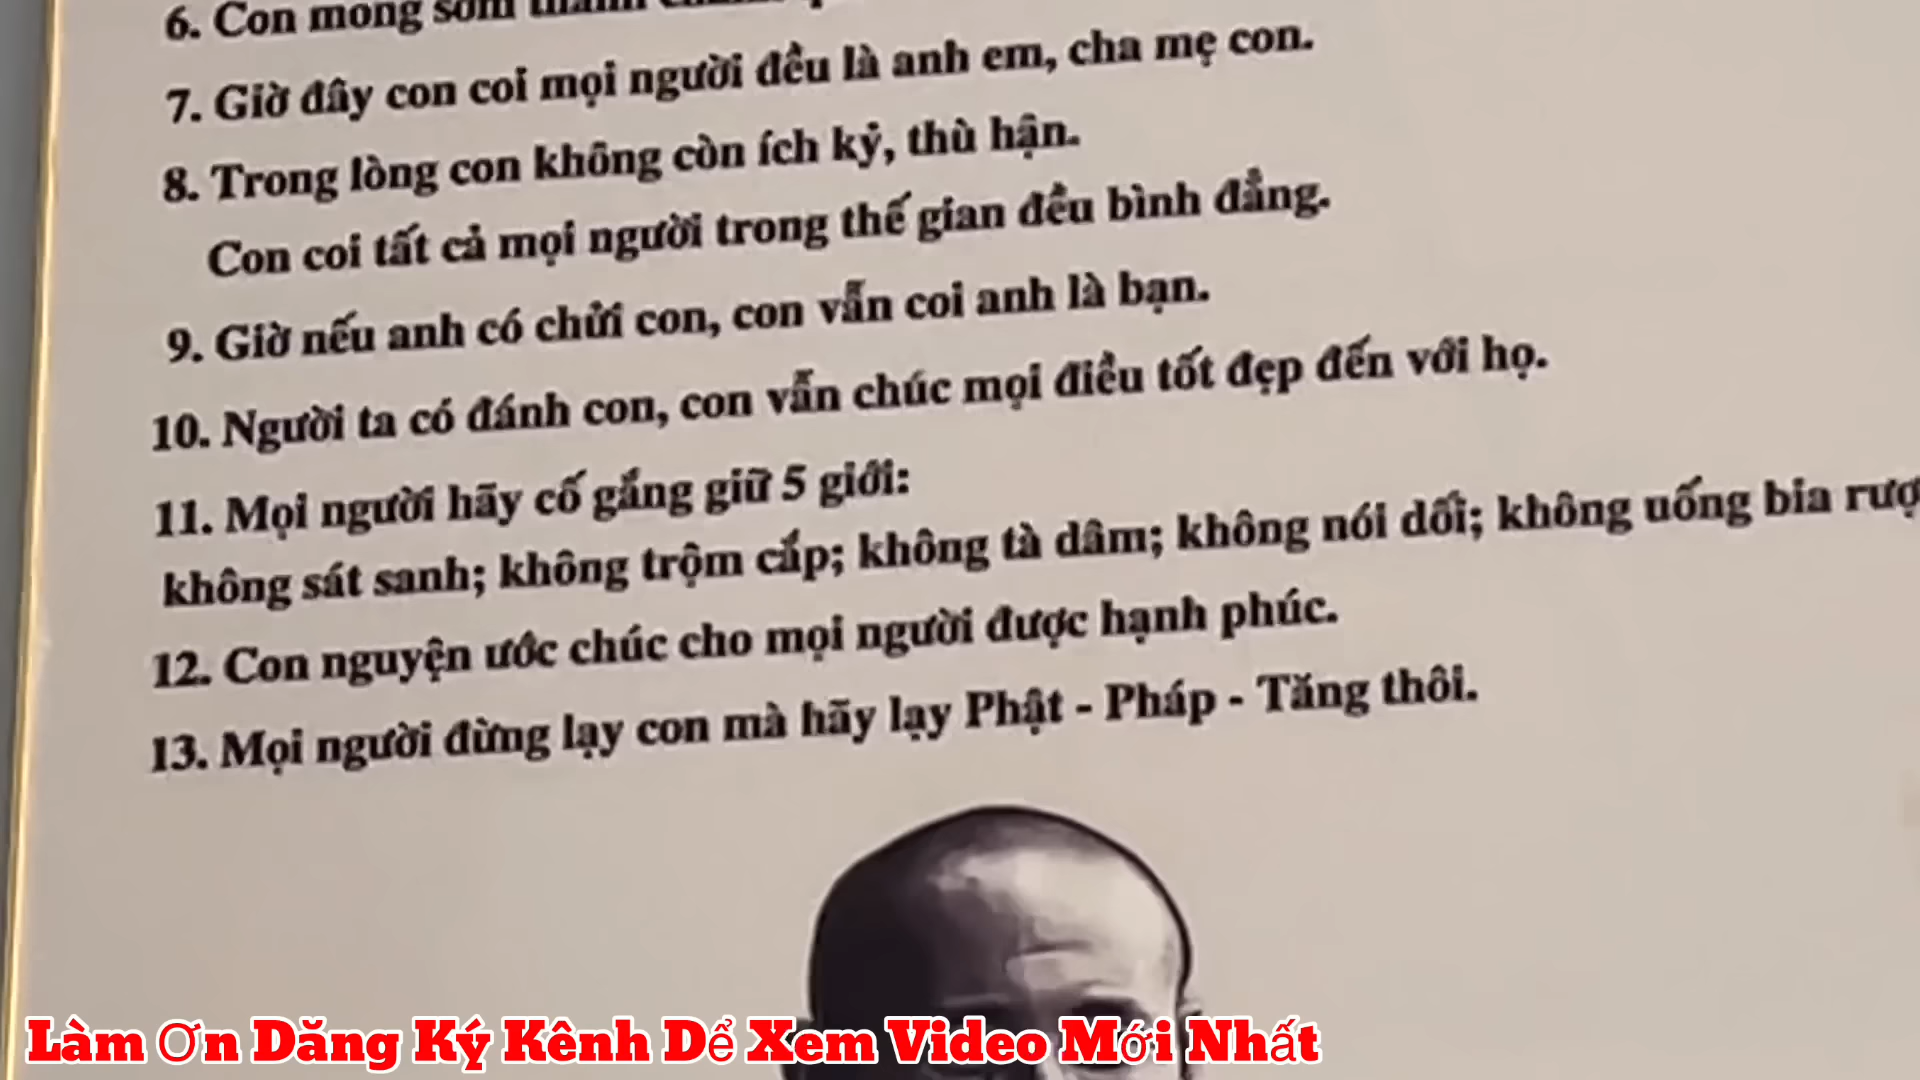 6. Con mong sớm thành
7. Giờ đây con coi mọi người đều là anh em, cha mẹ con.
8. Trong lòng con không còn ích kỷ, thù hận.
Con coi tất cả mọi người trong thế gian đều bình đẳng.
9. Giờ nếu anh có chửi con, con vẫn coi anh là bạn.
10. Người ta có đánh con, con vẫn chúc mọi điều tốt đẹp đến với họ.
11. Mọi người hãy cố gắng giữ 5 giới:
không sát sanh; không trộm cắp; không tà dâm; không nói dối; không uống bia rượ
12. Con nguyện ước chúc cho mọi người được hạnh phúc.
13. Mọi người đừng lạy con mà hãy lạy Phật - Pháp - Tăng thôi.
Làm Ơn Dăng Ký Kênh Dể Xem Video Mới Nhất